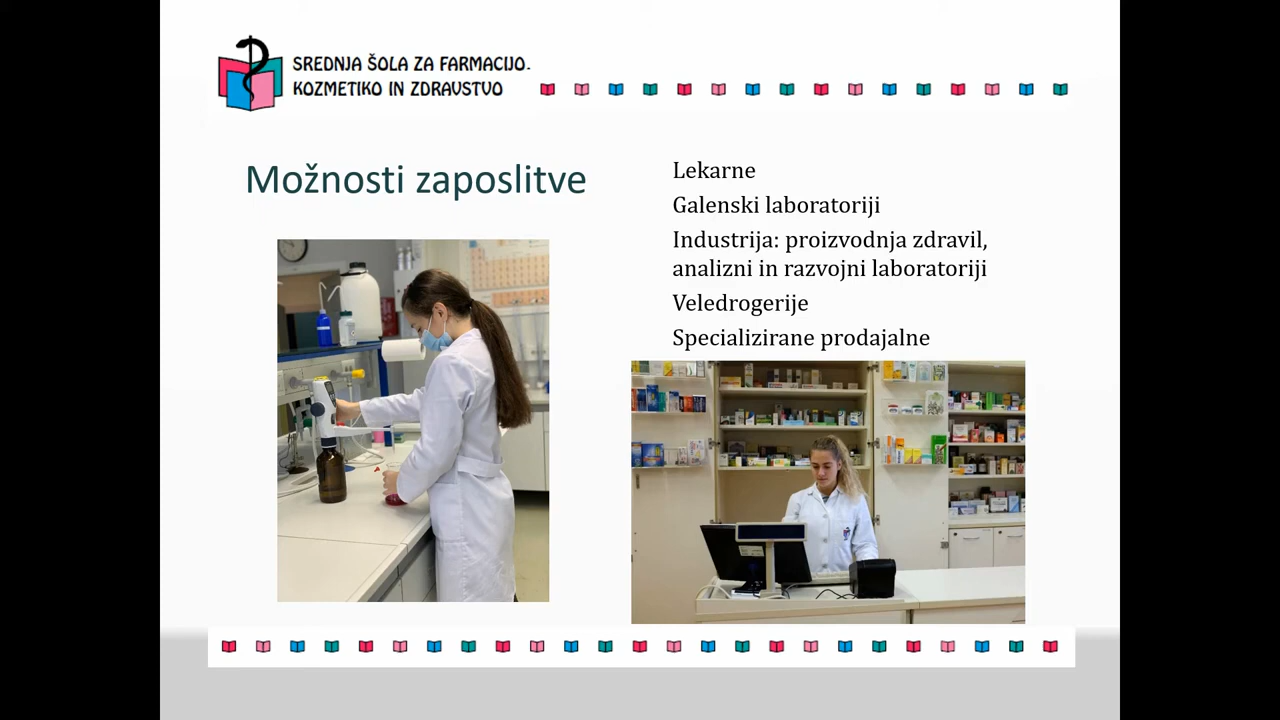 SREDNJA ŠOLA ZA FARMACIJO,
KOZMETIKO IN ZDRAVSTVO
Možnosti zaposlitve
Lekarne
Galenski laboratoriji
Industrija: proizvodnja zdravil,
analizni in razvojni laboratoriji
Veledrogerije
Specializirane prodajalne